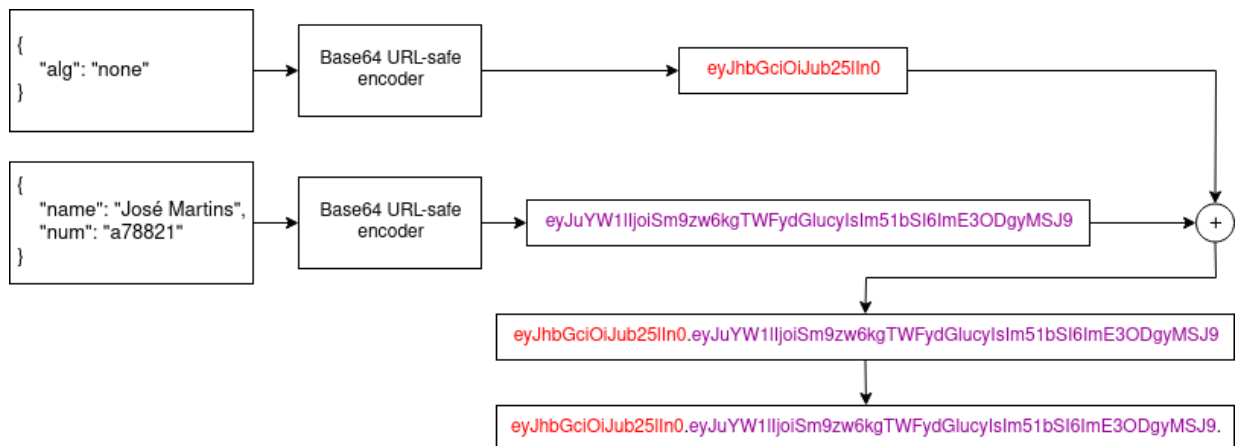 {
"alg": "none"
}
Base64 URL-safe
encoder
eyJhbGciOiJub25lIn0
{
"name": "José Martins",
"num": "a78821"
}
Base64 URL-safe
encoder
eyJuYW1lIjoiSm9zw6kgTWFydGlucyIsIm51bSI6ImE3ODgyMSJ9
+
eyJhbGciOiJub25lIn0.eyJuYW1lIjoiSm9zw6kgTWFydGlucyIsIm51bSI6ImE3ODgyMSJ9
eyJhbGciOiJub25lIn0.eyJuYW1lIjoiSm9zw6kgTWFydGlucyIsIm51bSI6ImE3ODgyMSJ9.